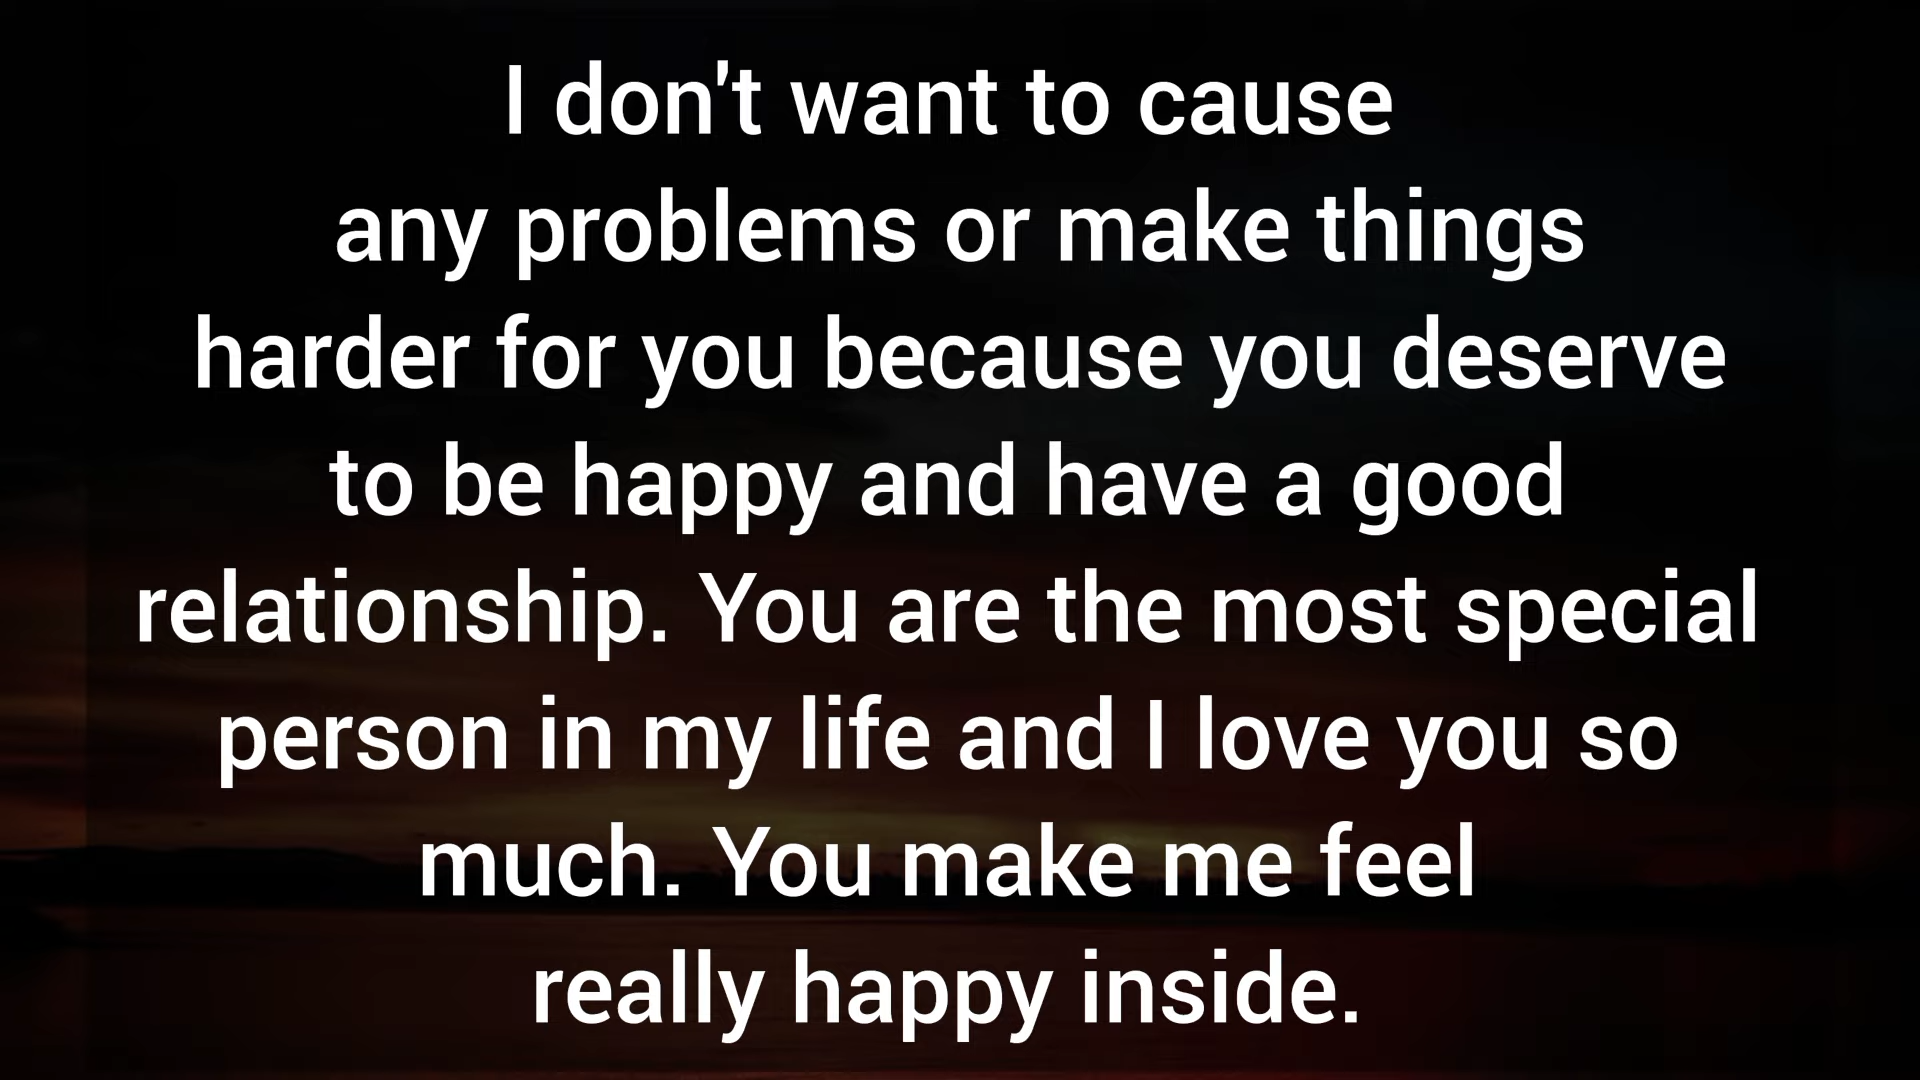 I don't want to cause
any problems or make things
harder for you because you deserve
to be happy and have a good
relationship. You are the most special
person in my life and I love you so
much. You make me feel
really happy inside.